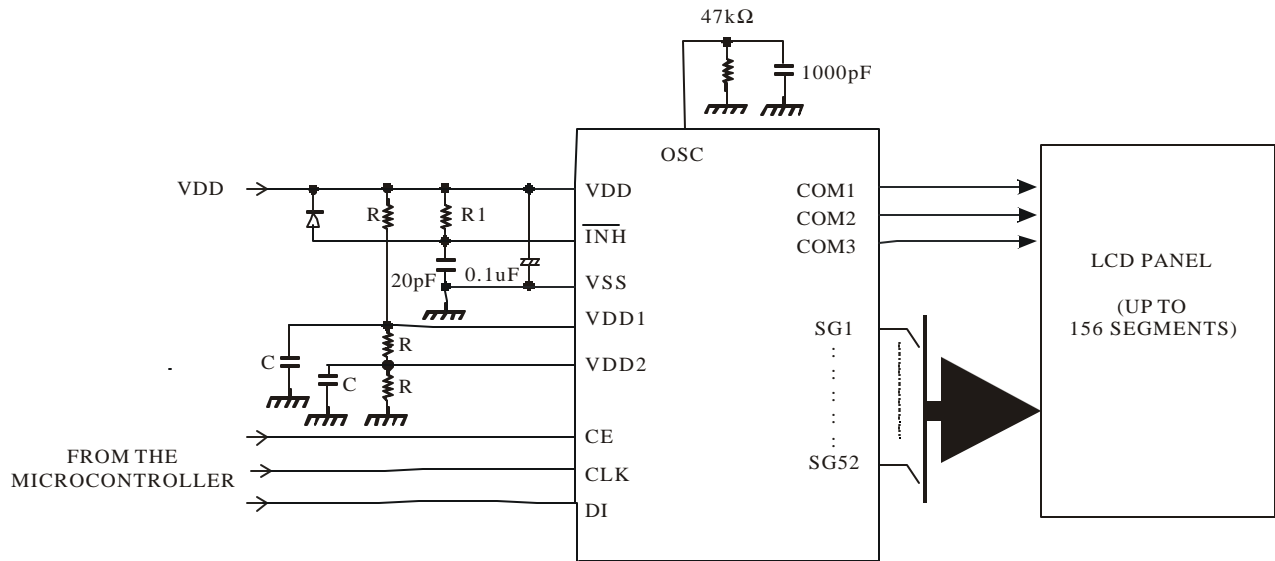 47kΩ
1000pF
OSC
VDD
VDD
COM1
R
R1
COM2
INH
COM3
20pF
0.1uF
VSS
LCD PANEL
(UP TO
156 SEGMENTS)
VDD1
SG1
R
C
VDD2
C
R
CE
SG52
FROM THE
MICROCONTROLLER
CLK
DI